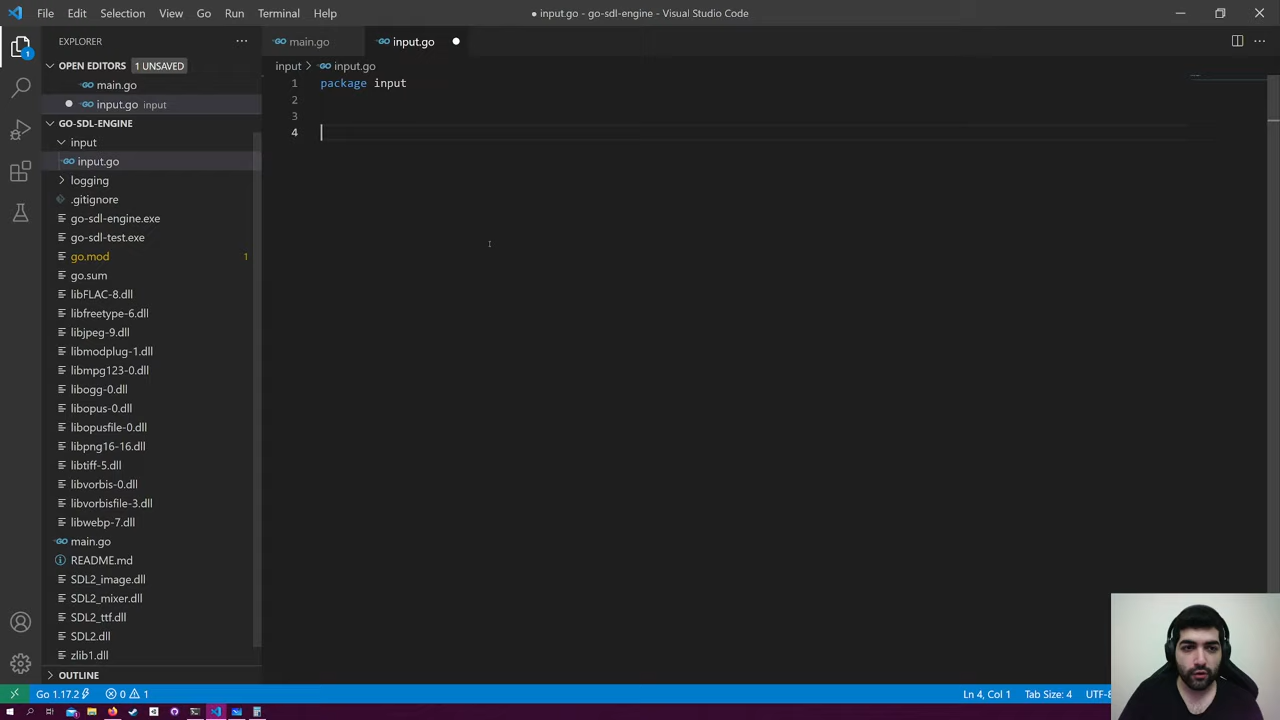 File Edit Selection View Go Run Terminal Help
● input.go - go-sdl-engine - Visual Studio Code
EXPLORER
OPEN EDITORS 1 UNSAVED
main.go
input.go input
GO-SDL-ENGINE
input
input.go
logging
.gitignore
go-sdl-engine.exe
go-sdl-test.exe
go.mod 1
go.sum
libFLAC-8.dll
libfreetype-6.dll
libjpeg-9.dll
libmodplug-1.dll
libmpg123-0.dll
libogg-0.dll
libopus-0.dll
libopusfile-0.dll
libpng16-16.dll
libtiff-5.dll
libvorbis-0.dll
libvorbisfile-3.dll
libwebp-7.dll
main.go
README.md
SDL2_image.dll
SDL2_mixer.dll
SDL2_ttf.dll
SDL2.dll
zlib1.dll
OUTLINE
1
main.go input.go
input > input.go
1 package input
2
3
4
Go 1.17.2 0 1 Ln 4, Col 1 Tab Size: 4 UTF-8